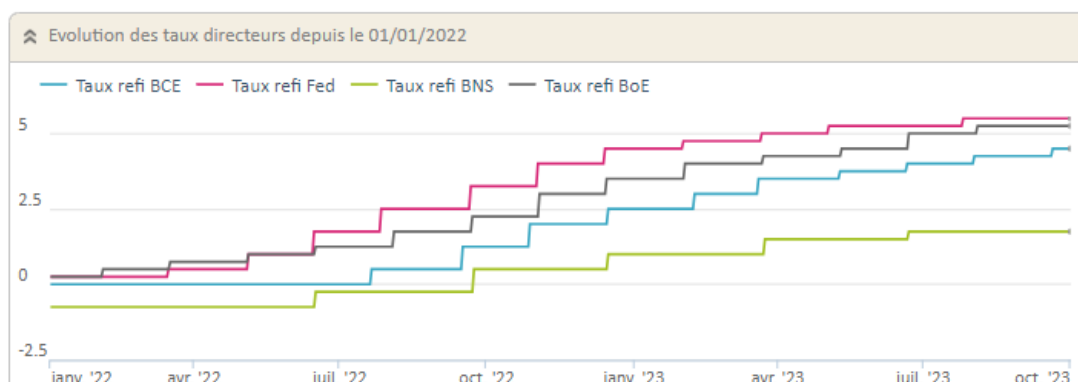 Evolution des taux directeurs depuis le 01/01/2022
Taux refi BCE Taux refi Fed Taux refi BNS Taux refi BoE
5
2.5
0
-2.5
janv. '22 avr. '22 juil. '22 oct. '22 janv. '23 avr. '23 juil. '23 oct. '23